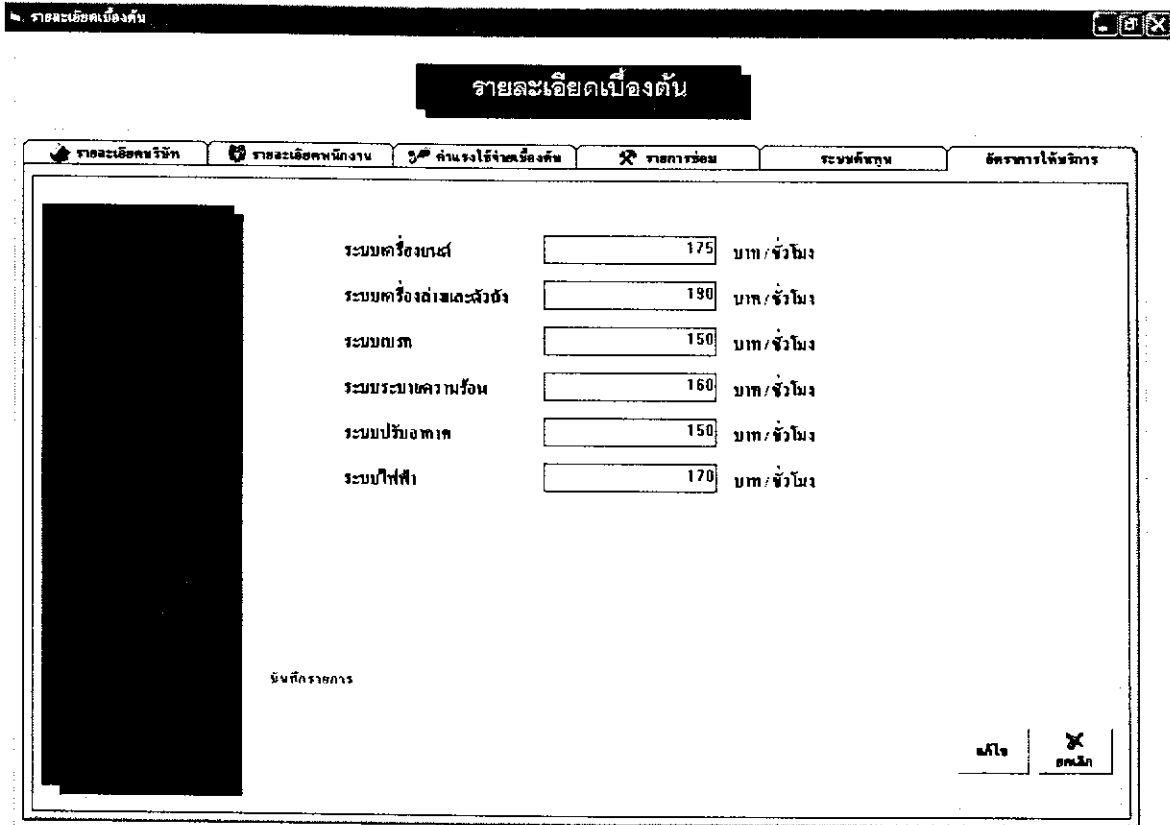 รายละเอียดเบื้องต้น
รายละเอียดเบื้องต้น
รายละเอียดบริษัท รายละเอียดพนักงาน ค่าแรงใช้จ่ายเบื้องต้น รายการซ่อม ระบบต้นทุน อัตราการให้บริการ
ระบบเครื่องยนต์ 175 บาท/ชั่วโมง
ระบบเครื่องล่างและตัวถัง 190 บาท/ชั่วโมง
ระบบเบรก 150 บาท/ชั่วโมง
ระบบระบายความร้อน 160 บาท/ชั่วโมง
ระบบปรับอากาศ 150 บาท/ชั่วโมง
ระบบไฟฟ้า 170 บาท/ชั่วโมง
บันทึกรายการ
แก้ไข ยกเลิก